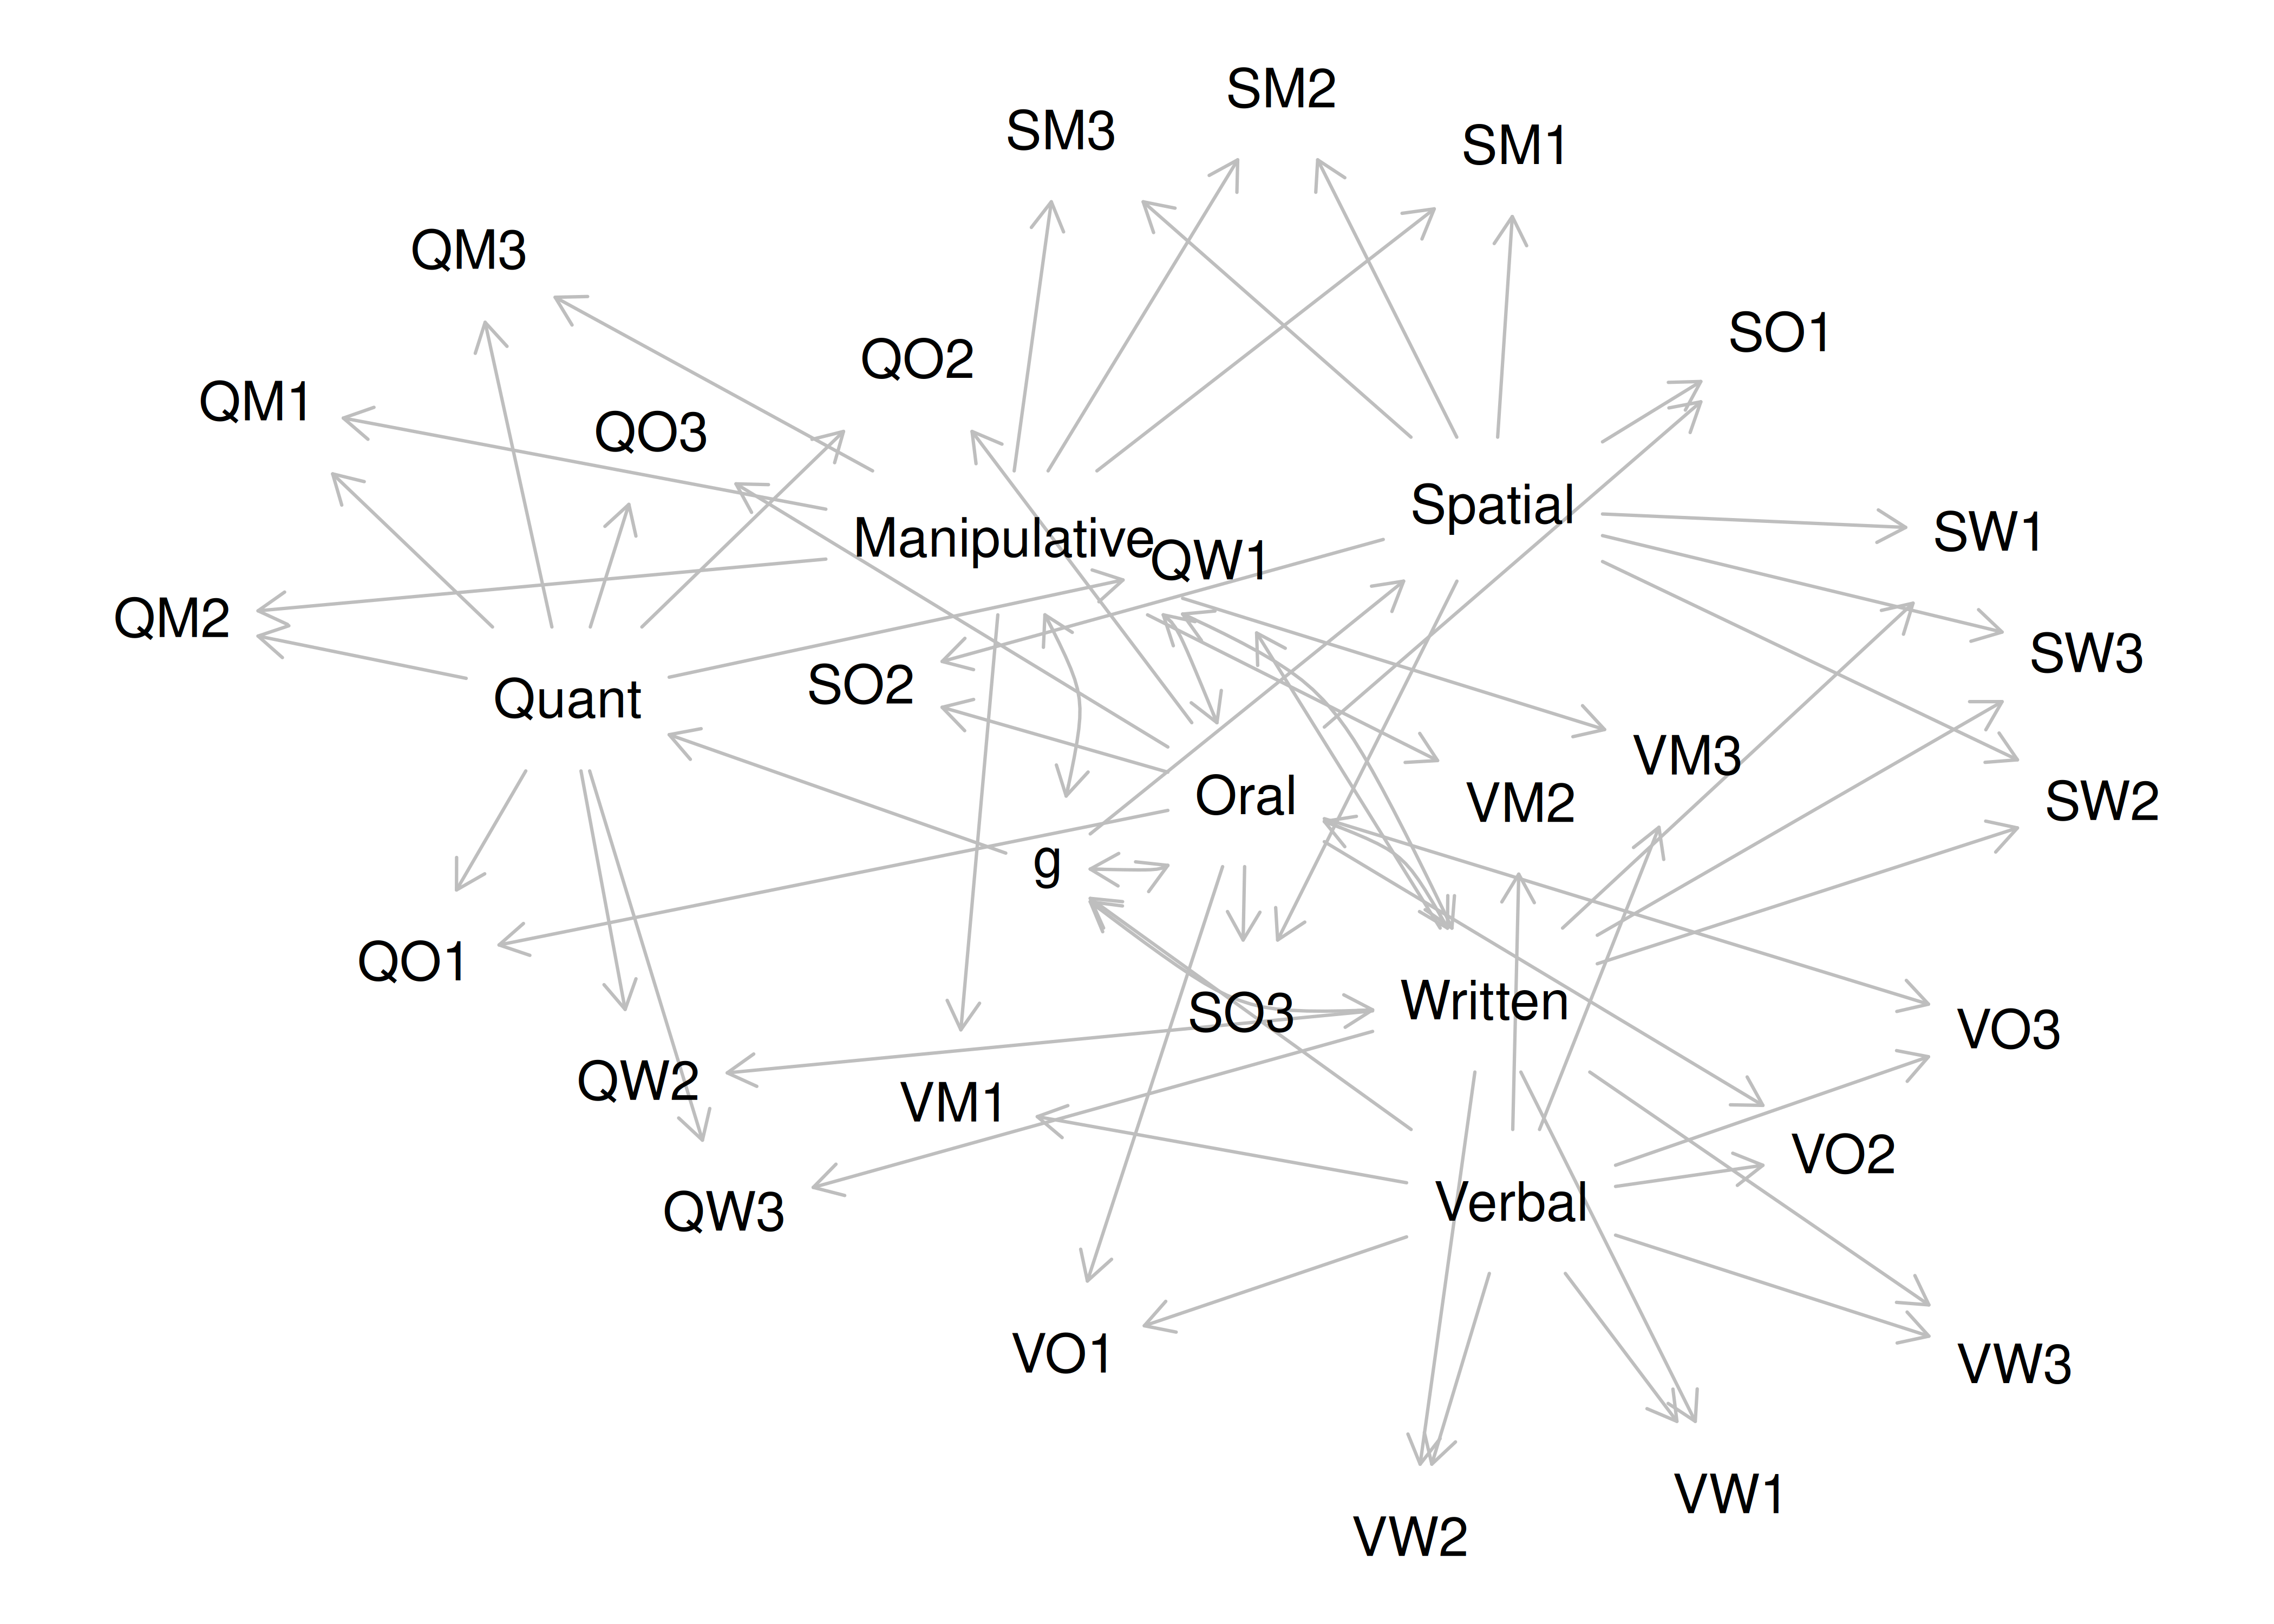 SM2
SM3
SM1
QM3
SO1
QO2
QM1
QO3
Spatial
SW1
Manipulative
QW1
QM2
SW3
SO2
Quant
VM3
Oral
VM2
SW2
g
QO1
Written
SO3
VO3
QW2
VM1
VO2
Verbal
QW3
VO1
VW3
VW1
VW2